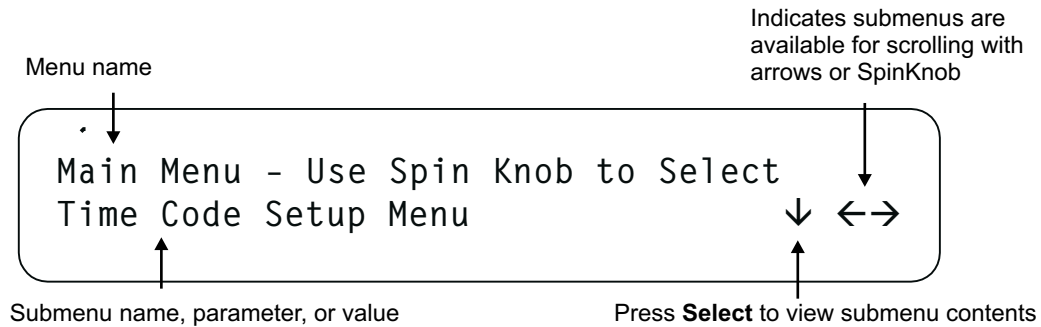 Indicates submenus are
available for scrolling with
arrows or SpinKnob
Menu name
Main Menu – Use Spin Knob to Select
Time Code Setup Menu ↓ ←→
Submenu name, parameter, or value
Press Select to view submenu contents